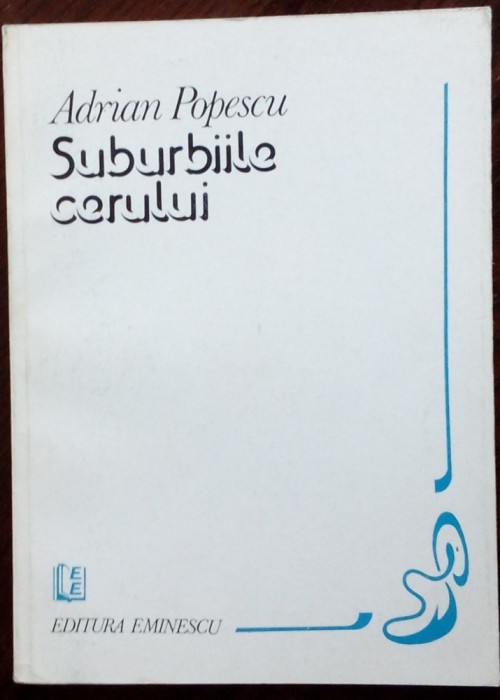 Adrian Popescu
Suburbiile
cerului
EE
EDITURA EMINESCU